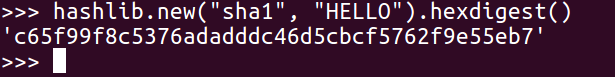 >>> hashlib.new("sha1", "HELLO").hexdigest()
'c65f99f8c5376adadddc46d5cbcf5762f9e55eb7'
>>>